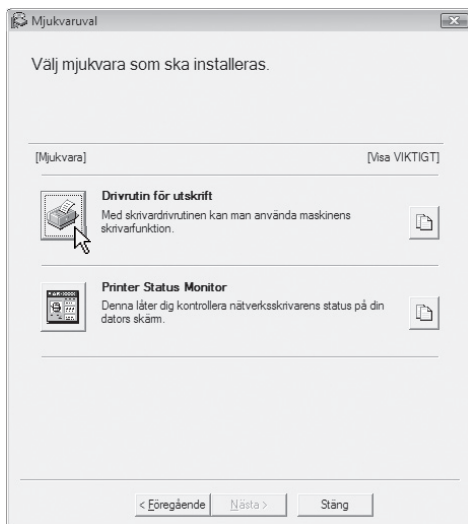 Mjukvaruval
Välj mjukvara som ska installeras.
[Mjukvara] [Visa VIKTIGT]
Drivrutin för utskrift
Med skrivardrivrutinen kan man använda maskinens
skrivarfunktion.
Printer Status Monitor
Denna låter dig kontrollera nätverksskrivarens status på din
dators skärm.
< Föregående Nästa > Stäng